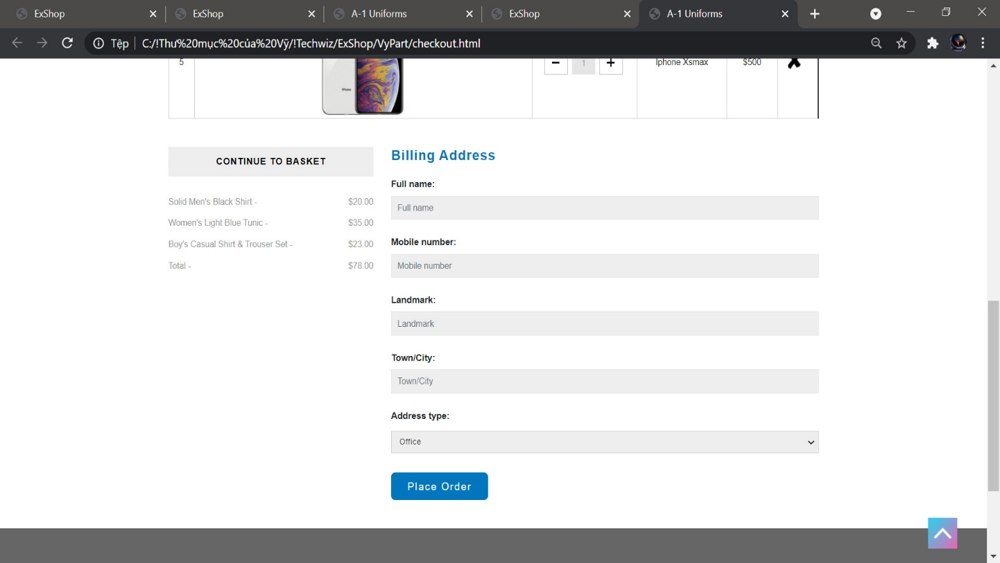 ExShop
ExShop
A-1 Uniforms
ExShop
A-1 Uniforms
Tệp
C:/!Thư%20mục%20của%20Vỹ/!Techwiz/ExShop/VyPart/checkout.html
5
iPhone
1
Iphone Xsmax
$500
CONTINUE TO BASKET
Solid Men's Black Shirt - $20.00
Women's Light Blue Tunic - $35.00
Boy's Casual Shirt & Trouser Set - $23.00
Total - $78.00
Billing Address
Full name:
Full name
Mobile number:
Mobile number
Landmark:
Landmark
Town/City:
Town/City
Address type:
Office
Place Order